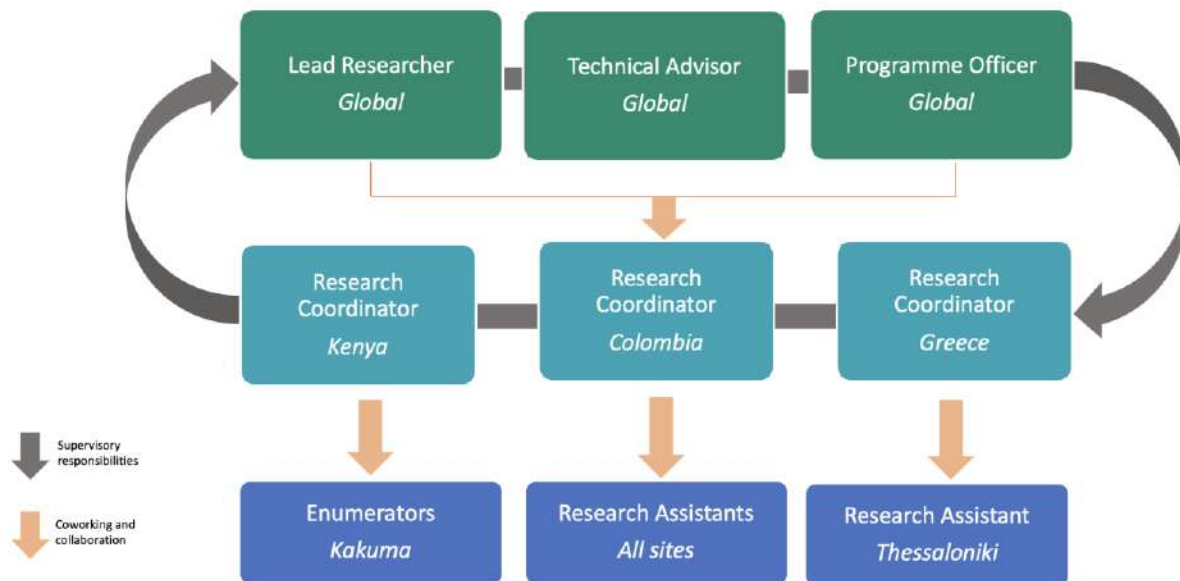 Lead Researcher
Global
Technical Advisor
Global
Programme Officer
Global
Research
Coordinator
Kenya
Research
Coordinator
Colombia
Research
Coordinator
Greece
Supervisory
responsibilities
Coworking and
collaboration
Enumerators
Kakuma
Research Assistants
All sites
Research Assistant
Thessaloniki